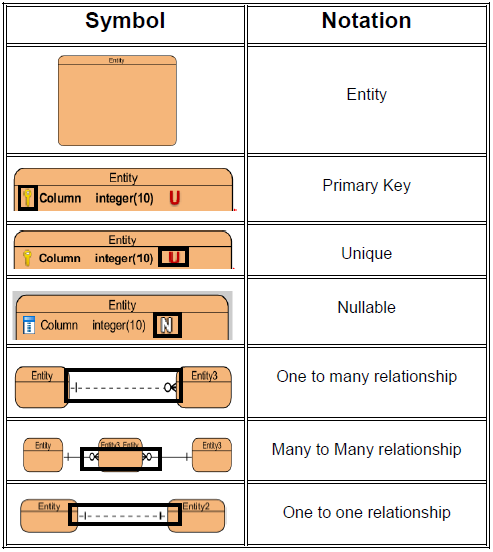 Symbol Notation
Entity
Entity
Entity
Column integer(10) U
Primary Key
Entity
Column integer(10) U
Unique
Entity
Column integer(10) N
Nullable
Entity Entity3
One to many relationship
Entity Entity3_Entity Entity3
Many to Many relationship
Entity Entity2
One to one relationship